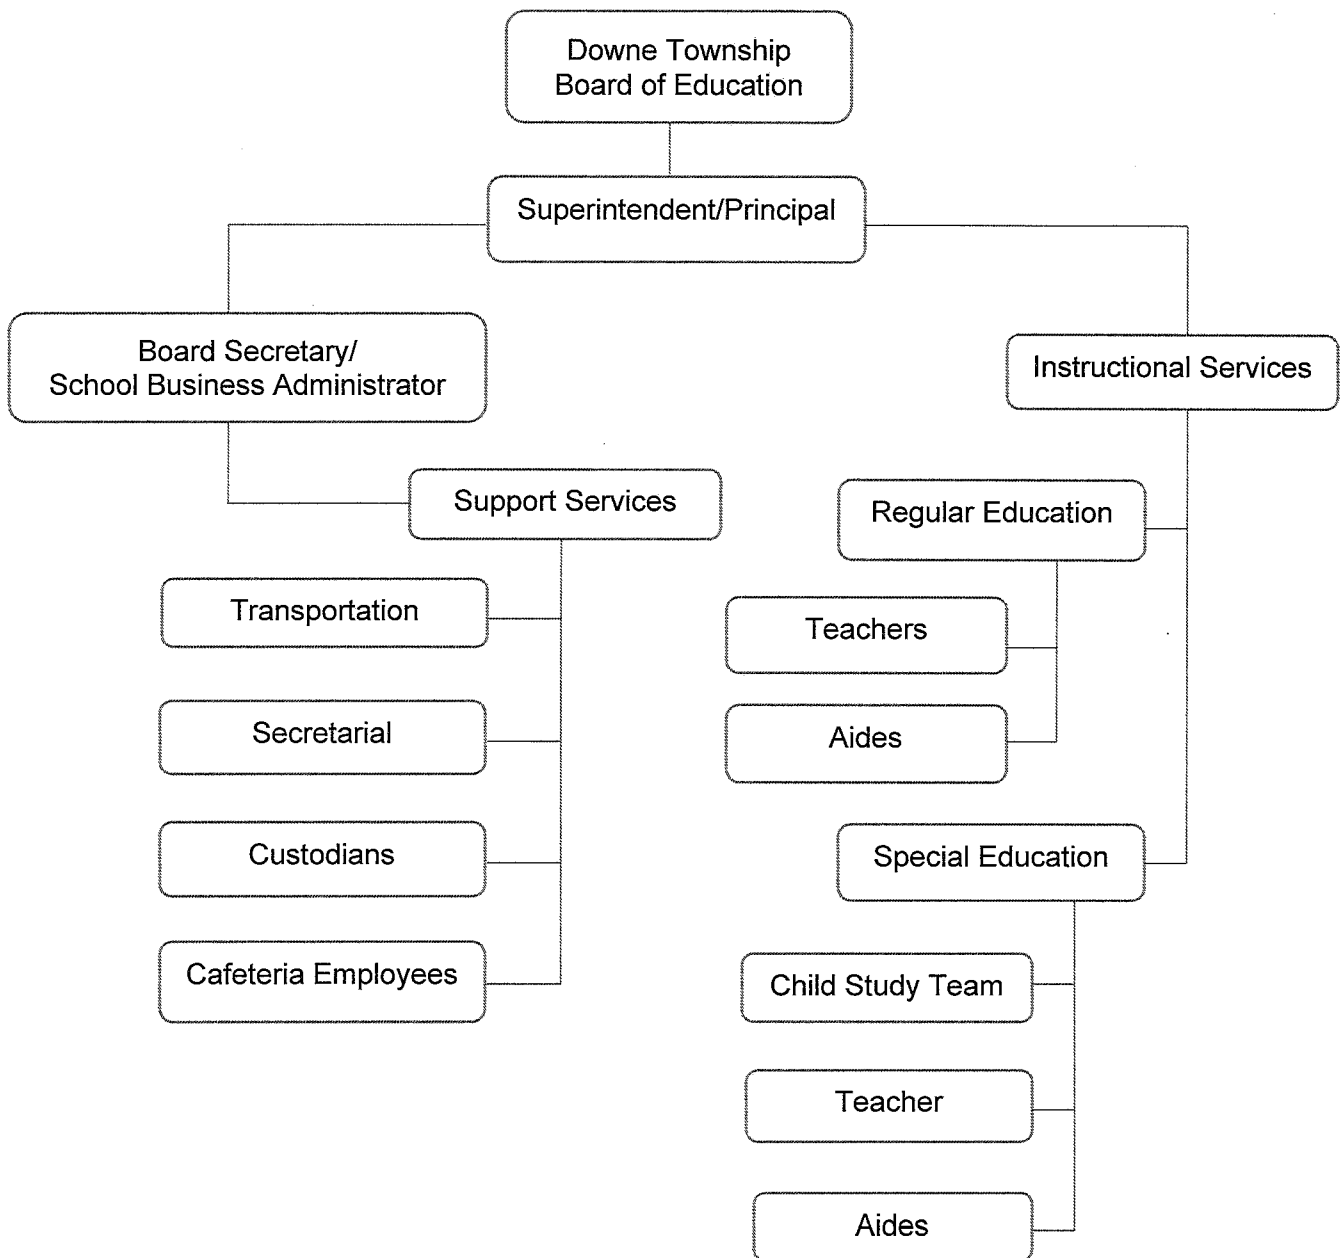 Downe Township
Board of Education
Superintendent/Principal
Board Secretary/
School Business Administrator
Instructional Services
Support Services
Regular Education
Transportation
Teachers
Secretarial
Aides
Custodians
Special Education
Cafeteria Employees
Child Study Team
Teacher
Aides